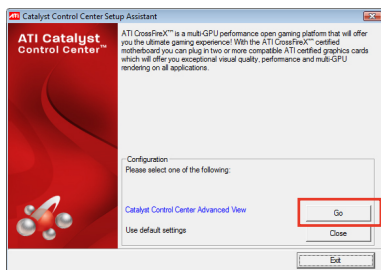 Catalyst Control Center Setup Assistant
ATI Catalyst
Control Center™
ATI CrossFireX™ is a multi-GPU performance open gaming platform that will offer
you the ultimate gaming experience! With the ATI CrossFireX™ certified
motherboard you can plug in two or more compatible ATI certified graphics cards
which will offer you exceptional visual quality, performance and multi-GPU
rendering on all applications.
Configuration
Please select one of the following:
Catalyst Control Center Advanced View
Go
Use default settings
Close
Exit